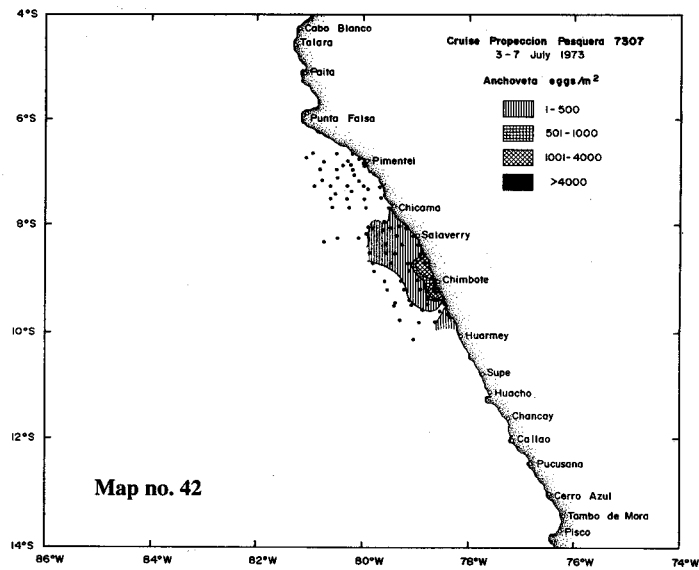 4°S
6°S
8°S
10°S
12°S
14°S
86°W
84°W
82°W
80°W
78°W
76°W
74°W
Cruise Propeccion Pesquera 7307
3-7 July 1973
Anchoveta eggs/m²
1-500
501-1000
1001-4000
>4000
Cabo Blanco
Talara
Paita
Punta Falsa
Pimentel
Chicama
Salaverry
Chimbote
Huarmey
Supe
Huacho
Chancay
Callao
Pucusana
Cerro Azul
Tambo de Mora
Pisco
Map no. 42